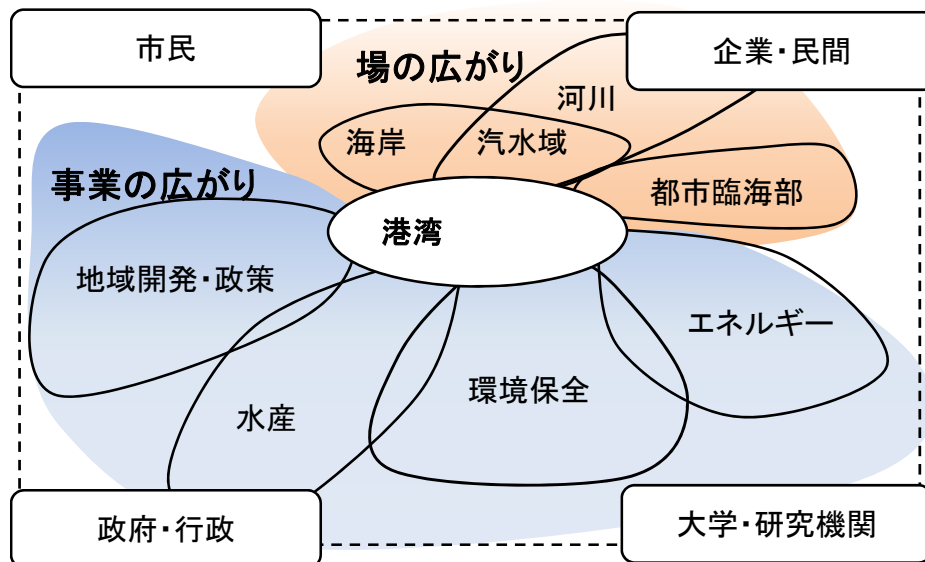 市民
企業・民間
場の広がり
河川
海岸
汽水域
事業の広がり
都市臨海部
港湾
地域開発・政策
エネルギー
環境保全
水産
政府・行政
大学・研究機関